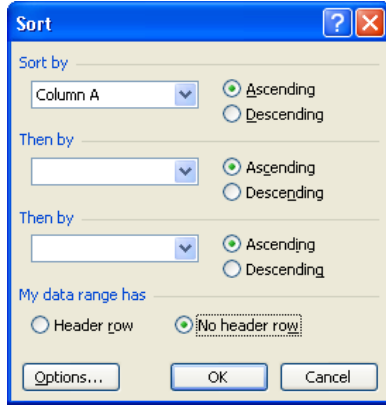 Sort
Sort by
Column A
Ascending
Descending
Then by
Ascending
Descending
Then by
Ascending
Descending
My data range has
Header row
No header row
Options...
OK
Cancel